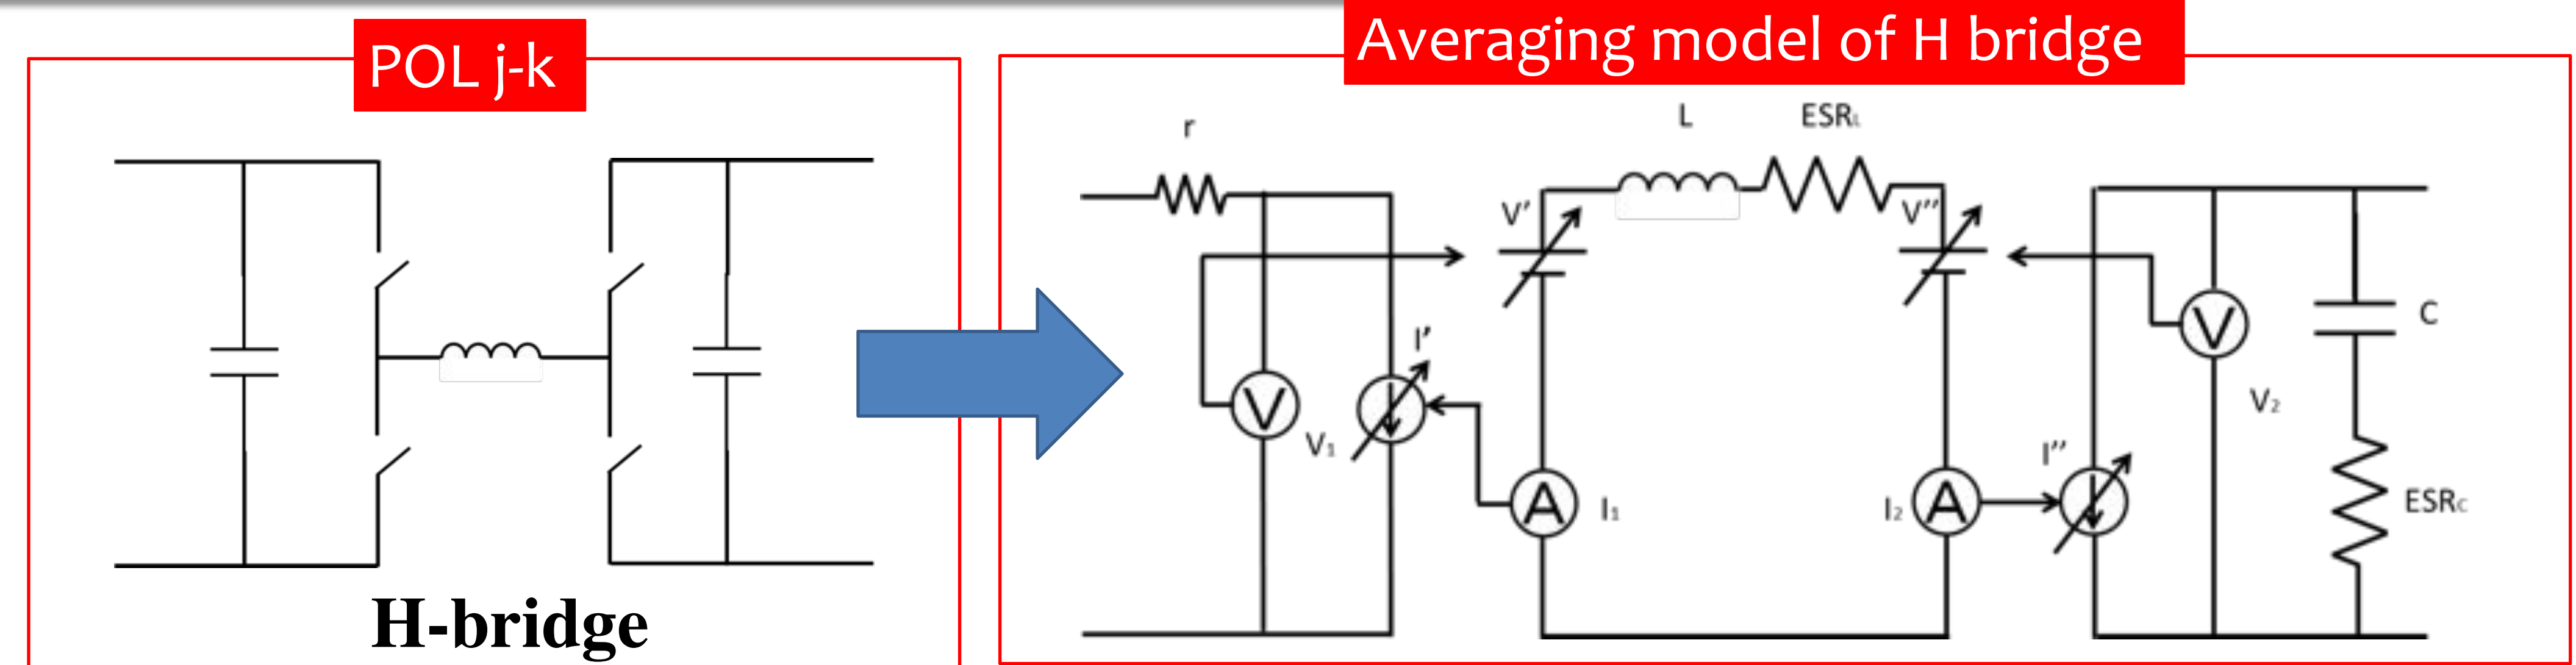 POL j-k
Averaging model of H bridge
r
L
ESRL
V'
V''
I'
V
V1
A
I1
I2
A
I''
V
V2
C
ESRC
H-bridge